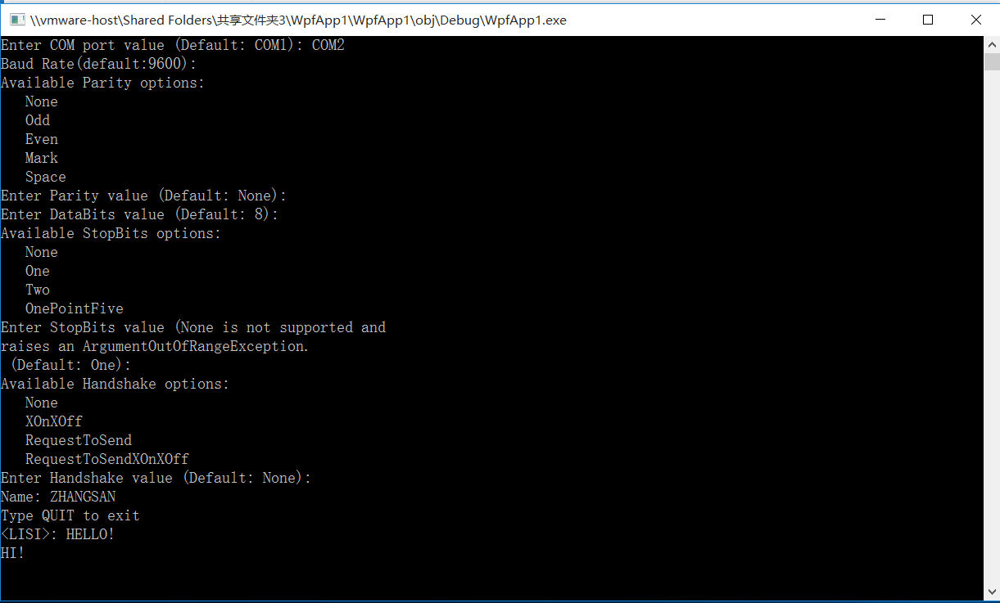 \\vmware-host\Shared Folders\共享文件夹3\WpfApp1\WpfApp1\obj\Debug\WpfApp1.exe
Enter COM port value (Default: COM1): COM2
Baud Rate(default:9600):
Available Parity options:
   None
   Odd
   Even
   Mark
   Space
Enter Parity value (Default: None):
Enter DataBits value (Default: 8):
Available StopBits options:
   None
   One
   Two
   OnePointFive
Enter StopBits value (None is not supported and
raises an ArgumentOutOfRangeException.
 (Default: One):
Available Handshake options:
   None
   XOnXOff
   RequestToSend
   RequestToSendXOnXOff
Enter Handshake value (Default: None):
Name: ZHANGSAN
Type QUIT to exit
<LISI>: HELLO!
HI!